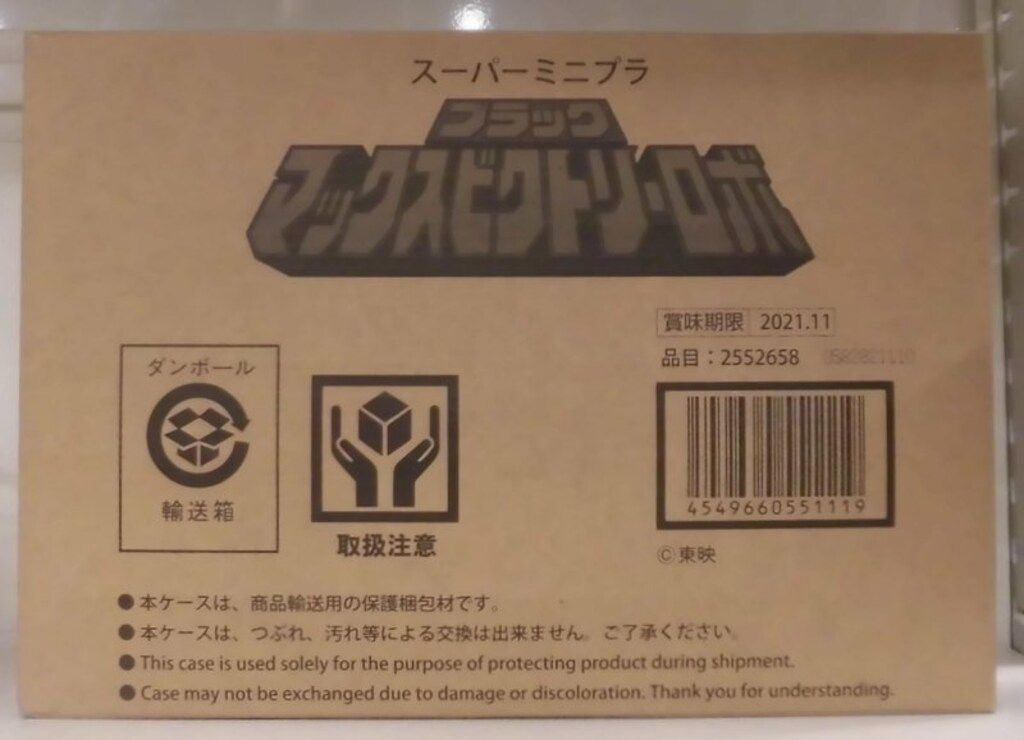 スーパーミニプラ
ブラック
マックスビクトリーロボ
賞味期限 2021.11
品目：2552658
ダンボール
輸送箱
取扱注意
4549660551119
©東映
●本ケースは、商品輸送用の保護梱包材です。
●本ケースは、つぶれ、汚れ等による交換は出来ません。ご了承ください。
●This case is used solely for the purpose of protecting product during shipment.
●Case may not be exchanged due to damage or discoloration. Thank you for understanding.